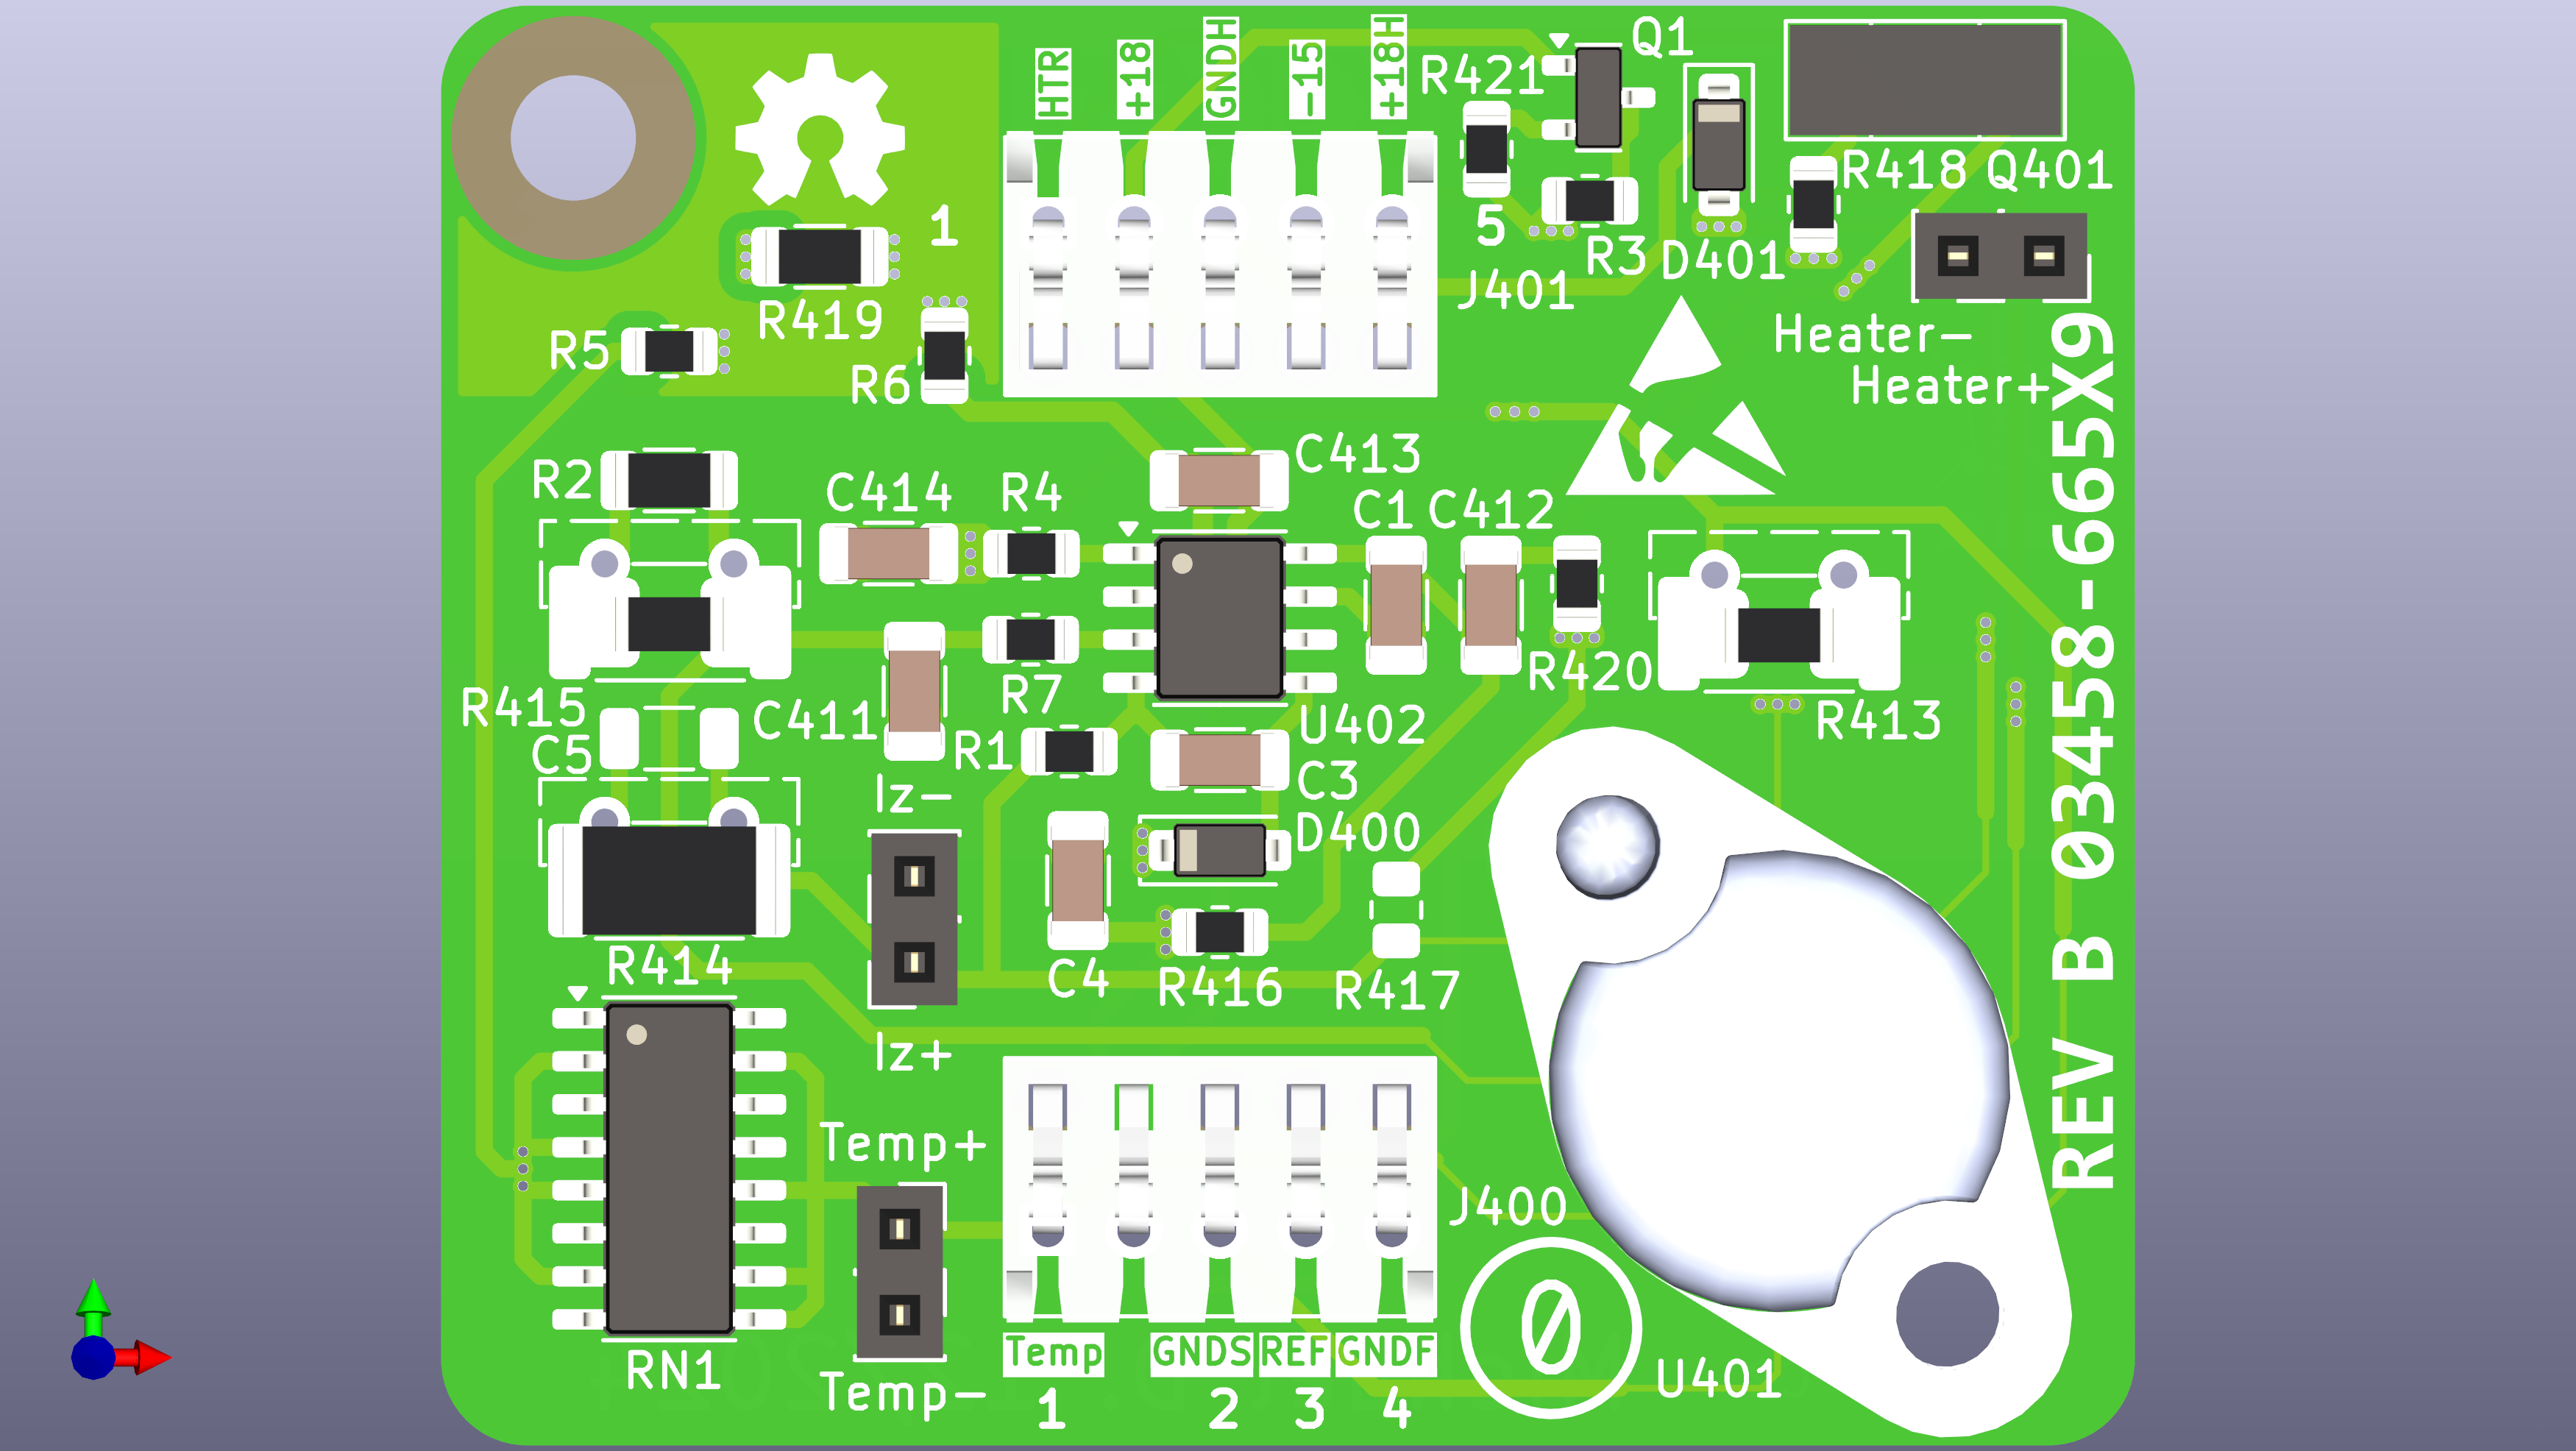 HTR
+18
GNDH
-15
+18H
Q1
R421
R418
Q401
1
5
R3
D401
J401
R419
R5
R6
Heater-
Heater+
R2
C414
R4
C413
C1
C412
R420
R413
R415
C5
C411
R7
R1
U402
C3
Iz-
D400
R414
C4
R416
R417
Iz+
Temp+
J400
RN1
Temp-
Temp
GNDS
REF
GNDF
1
2
3
4
0
U401
REV B 03458-665X9